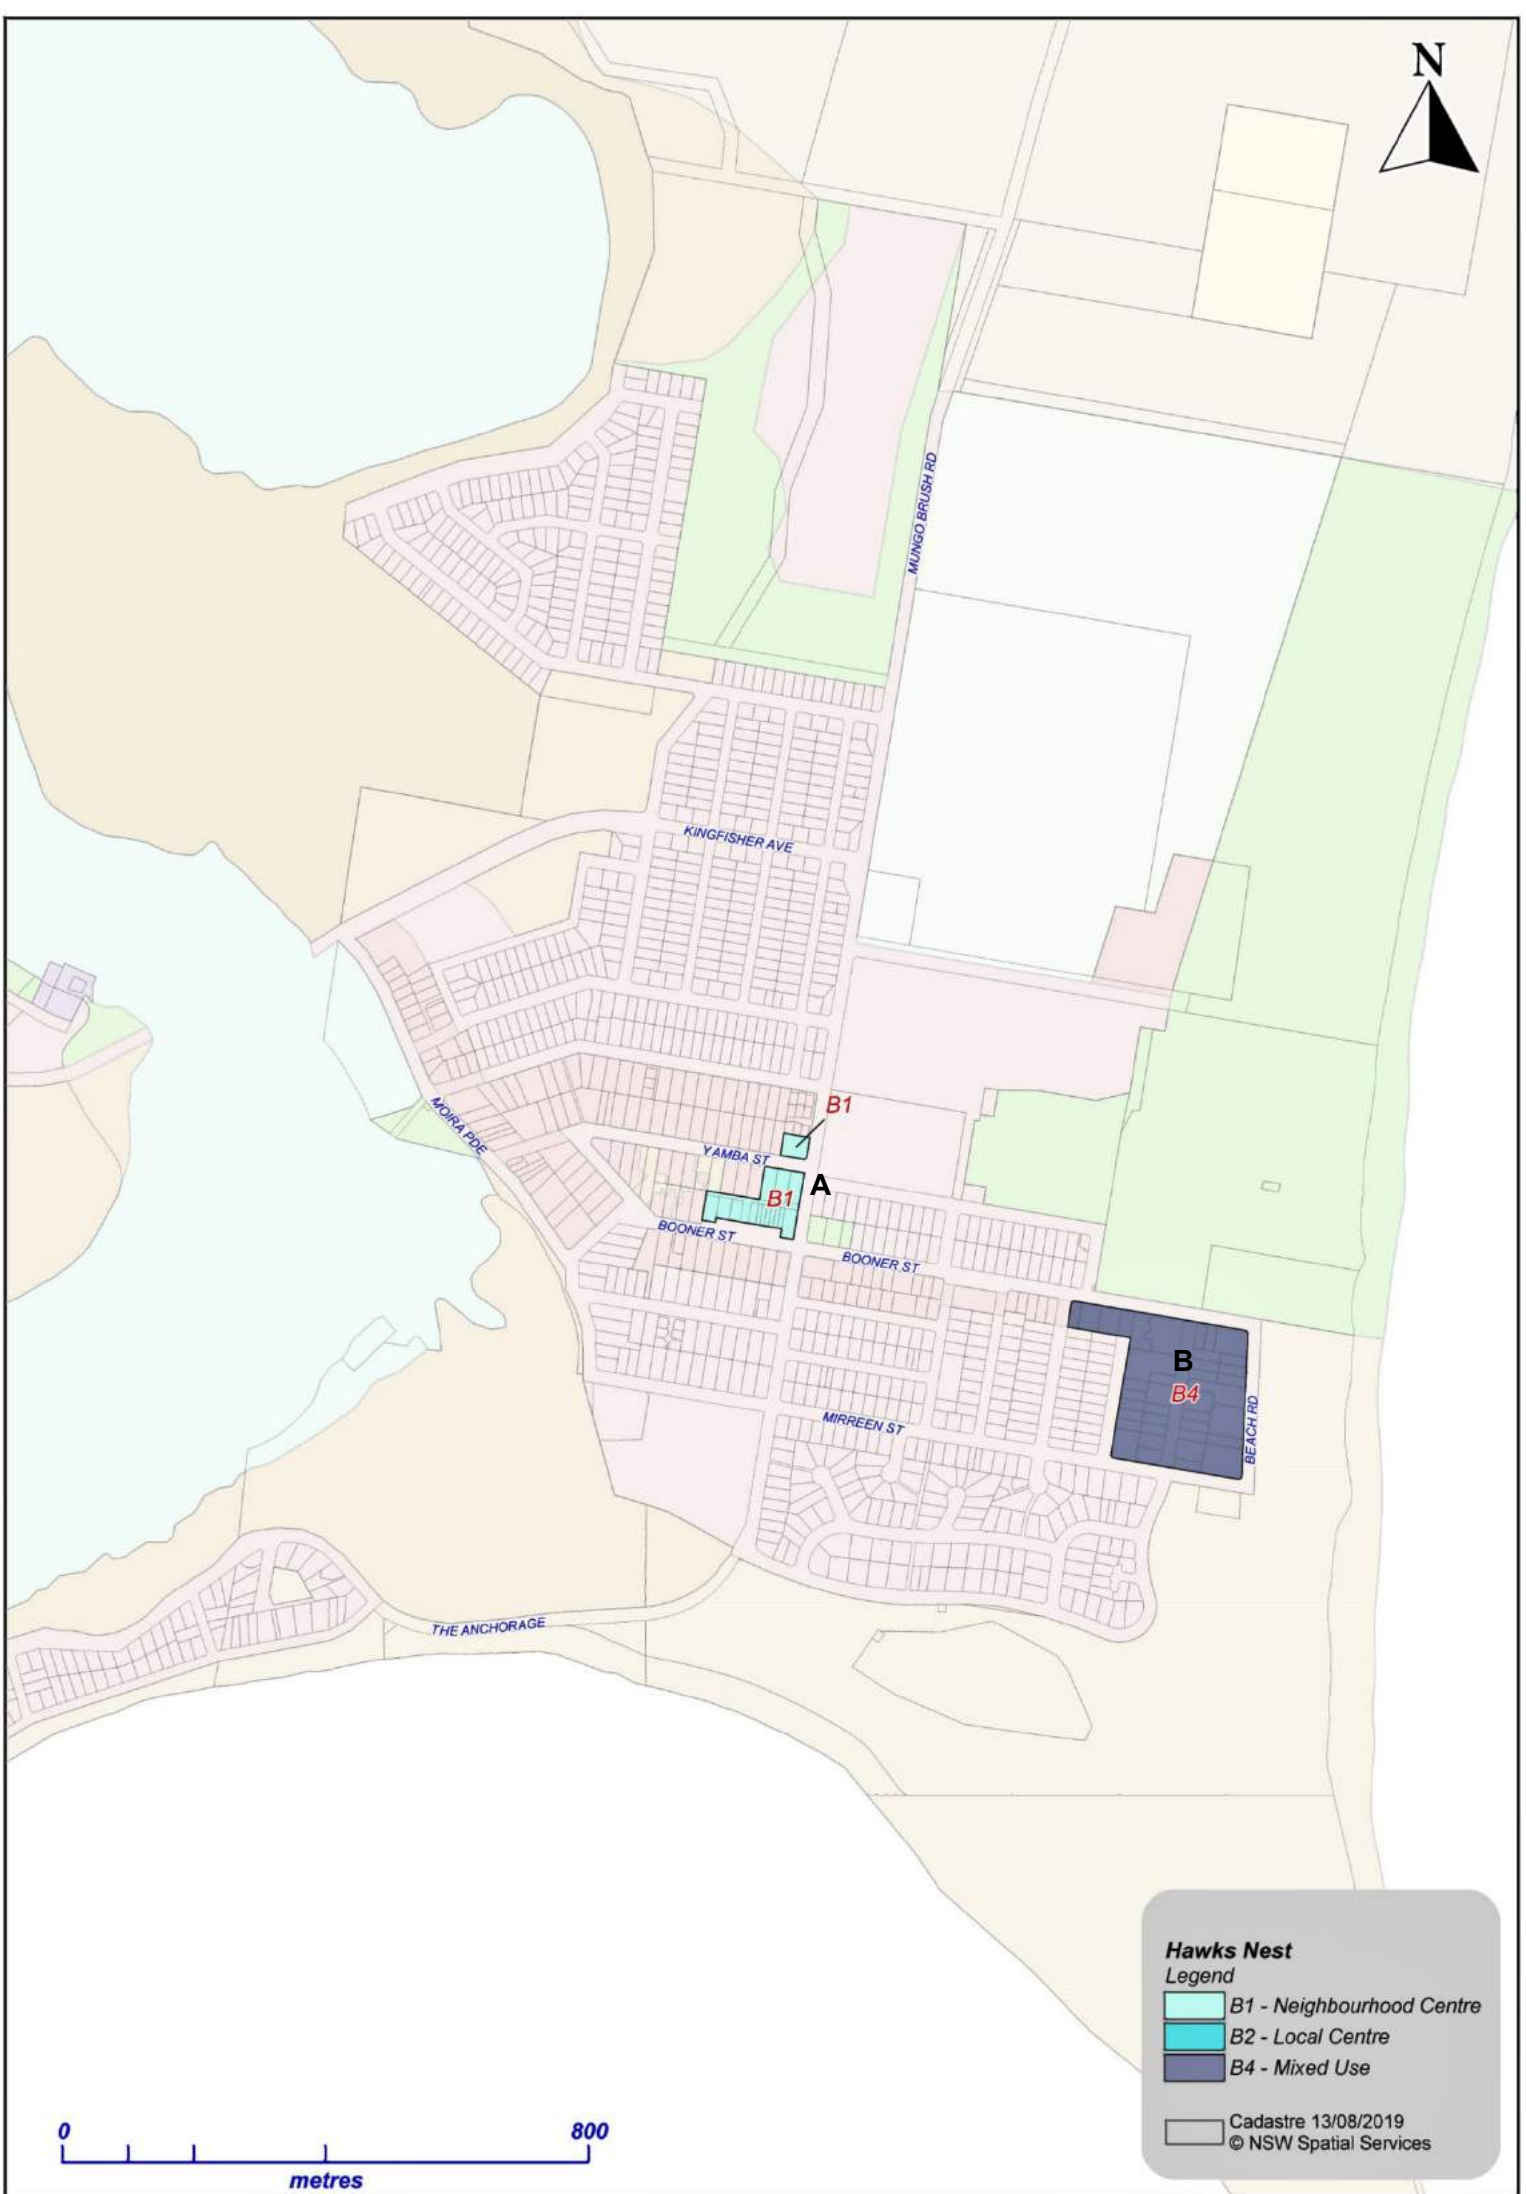 N
MUNGO BRUSH RD
KINGFISHER AVE
MOIRA PDE
B1
YAMBA ST
A
B1
BOONER ST
BOONER ST
B
B4
BEACH RD
MIRREEN ST
THE ANCHORAGE
Hawks Nest
Legend
B1 - Neighbourhood Centre
B2 - Local Centre
B4 - Mixed Use
Cadastre 13/08/2019
© NSW Spatial Services
0 800
metres